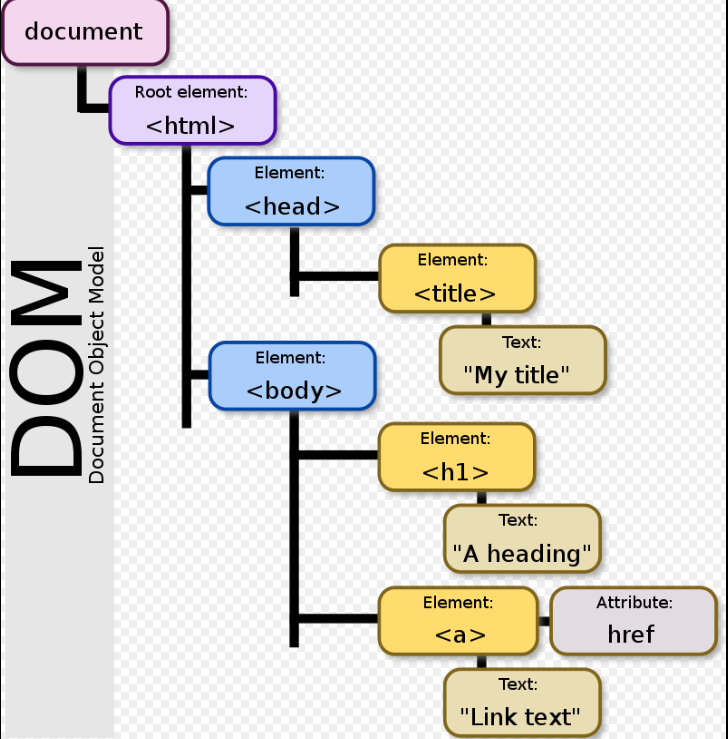 document
Root element:
<html>
Element:
<head>
Element:
<title>
Text:
"My title"
Element:
<body>
Element:
<h1>
Text:
"A heading"
Element:
<a>
Attribute:
href
Text:
"Link text"
DOM
Document Object Model